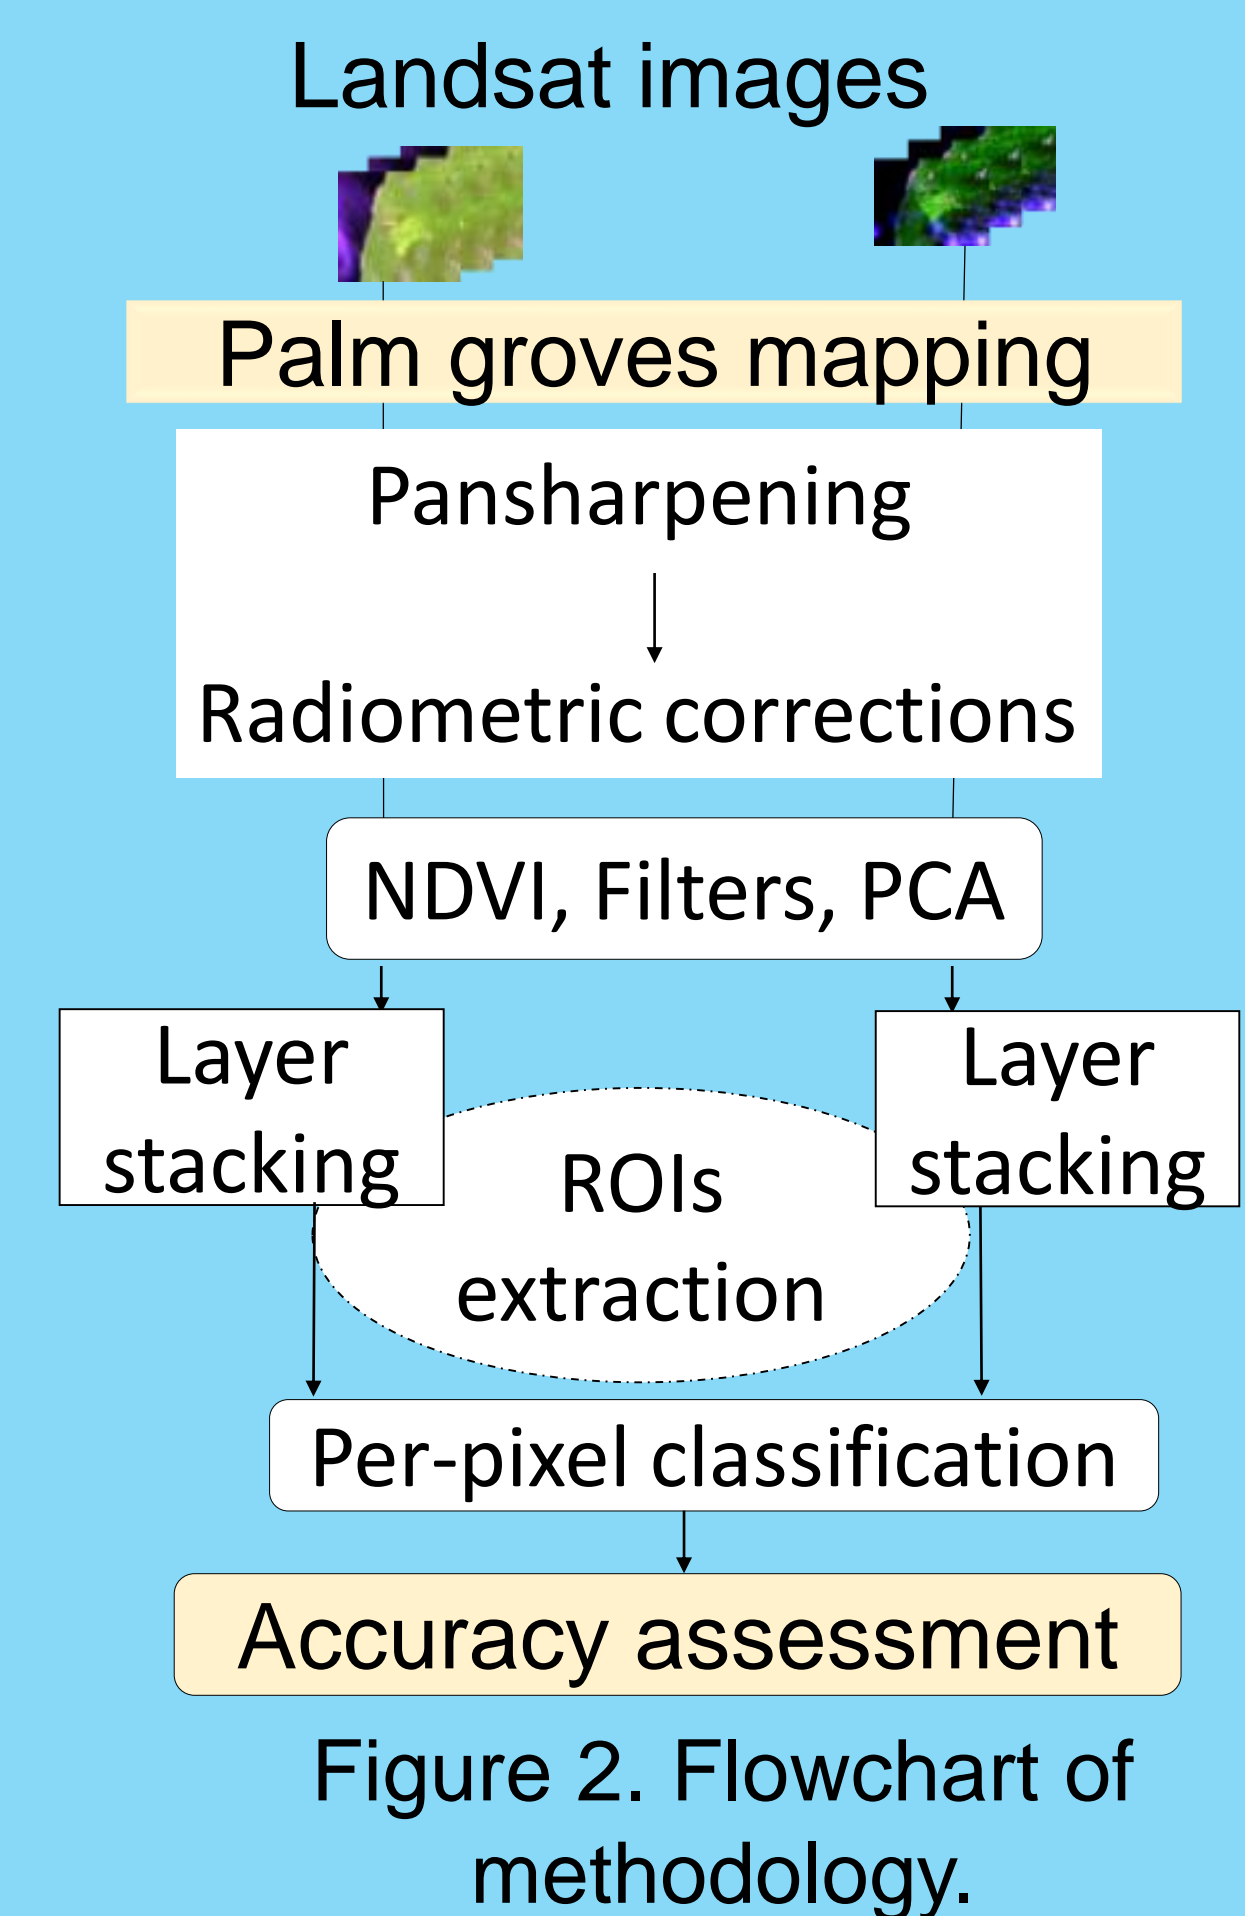 Landsat images
Palm groves mapping
Pansharpening
Radiometric corrections
NDVI, Filters, PCA
Layer
stacking
Layer
stacking
ROIs
extraction
Per-pixel classification
Accuracy assessment
Figure 2. Flowchart of
methodology.